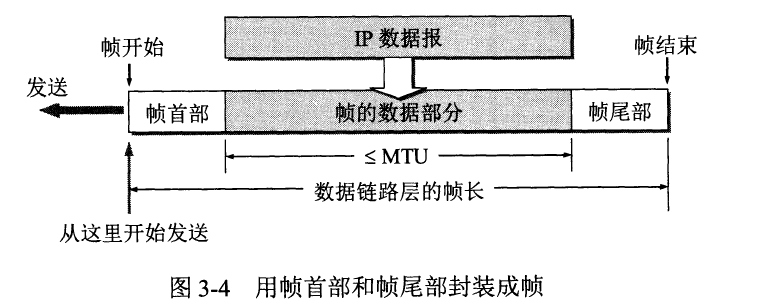 IP 数据报
帧开始
帧结束
发送
帧首部
帧的数据部分
帧尾部
≤ MTU
数据链路层的帧长
从这里开始发送
图 3-4 用帧首部和帧尾部封装成帧